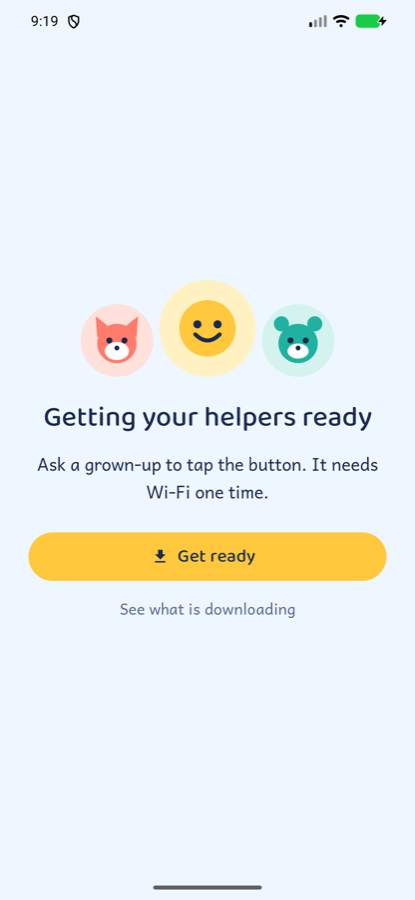 9:19
Getting your helpers ready
Ask a grown-up to tap the button. It needs
Wi-Fi one time.
Get ready
See what is downloading